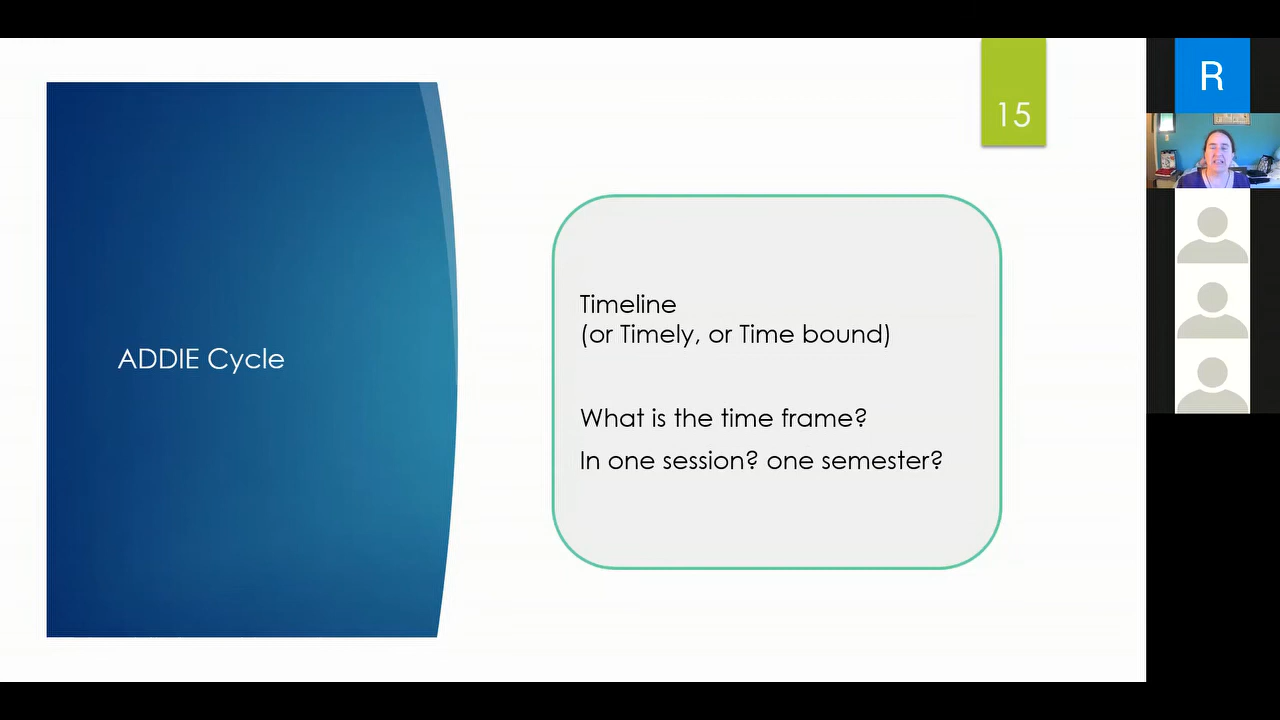 15
ADDIE Cycle
Timeline
(or Timely, or Time bound)
What is the time frame?
In one session? one semester?
R